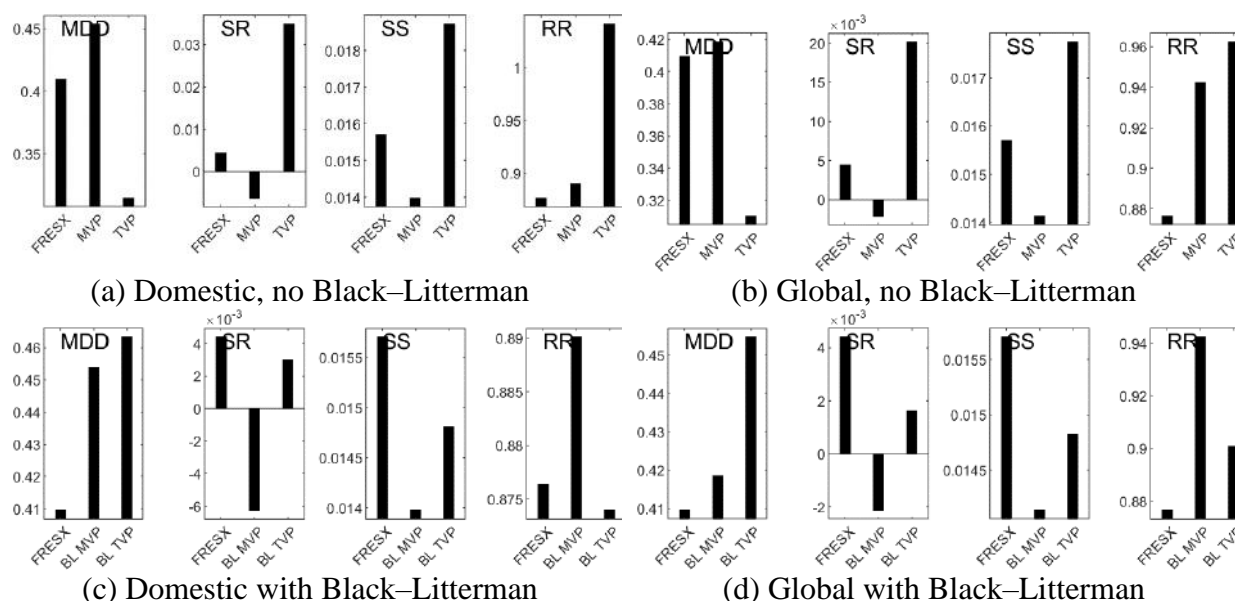 MDD
0.45
0.4
0.35
FRESX
MVP
TVP
SR
0.03
0.02
0.01
0
FRESX
MVP
TVP
SS
0.018
0.017
0.016
0.015
0.014
FRESX
MVP
TVP
RR
1
0.95
0.9
FRESX
MVP
TVP
(a) Domestic, no Black–Litterman
MDD
0.42
0.4
0.38
0.36
0.34
0.32
FRESX
MVP
TVP
×10-3
SR
20
15
10
5
0
FRESX
MVP
TVP
SS
0.017
0.016
0.015
0.014
FRESX
MVP
TVP
RR
0.96
0.94
0.92
0.9
0.88
FRESX
MVP
TVP
(b) Global, no Black–Litterman
MDD
0.46
0.45
0.44
0.43
0.42
0.41
FRESX
BL MVP
BL TVP
×10-3
SR
4
2
0
-2
-4
-6
FRESX
BL MVP
BL TVP
SS
0.0155
0.015
0.0145
0.014
FRESX
BL MVP
BL TVP
RR
0.89
0.885
0.88
0.875
FRESX
BL MVP
BL TVP
(c) Domestic with Black–Litterman
MDD
0.45
0.44
0.43
0.42
0.41
FRESX
BL MVP
BL TVP
×10-3
SR
4
2
0
-2
FRESX
BL MVP
BL TVP
SS
0.0155
0.015
0.0145
FRESX
BL MVP
BL TVP
RR
0.94
0.92
0.9
0.88
FRESX
BL MVP
BL TVP
(d) Global with Black–Litterman